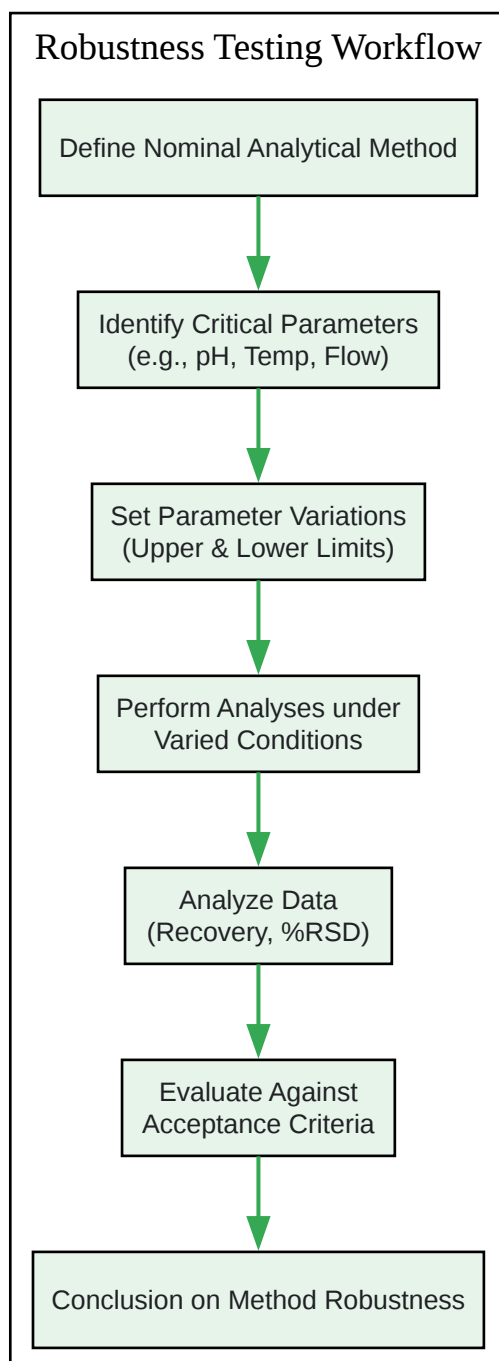 Robustness Testing Workflow
Define Nominal Analytical Method
Identify Critical Parameters
(e.g., pH, Temp, Flow)
Set Parameter Variations
(Upper & Lower Limits)
Perform Analyses under
Varied Conditions
Analyze Data
(Recovery, %RSD)
Evaluate Against
Acceptance Criteria
Conclusion on Method Robustness